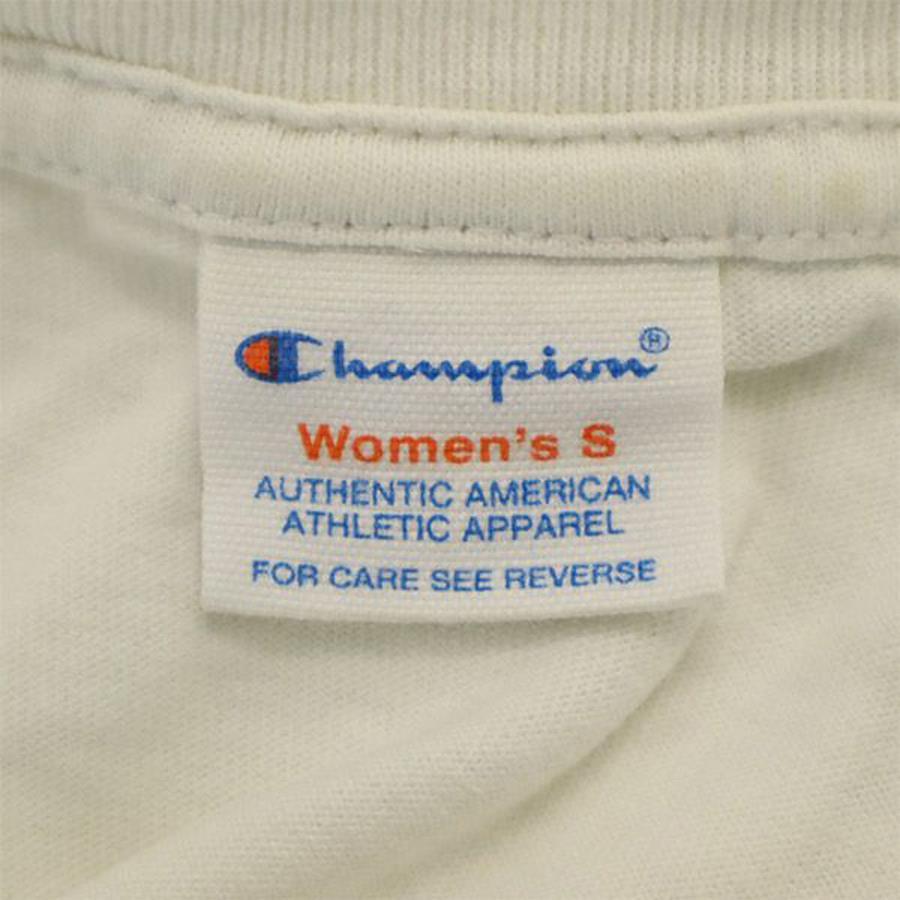 Champion®
Women's S
AUTHENTIC AMERICAN
ATHLETIC APPAREL
FOR CARE SEE REVERSE